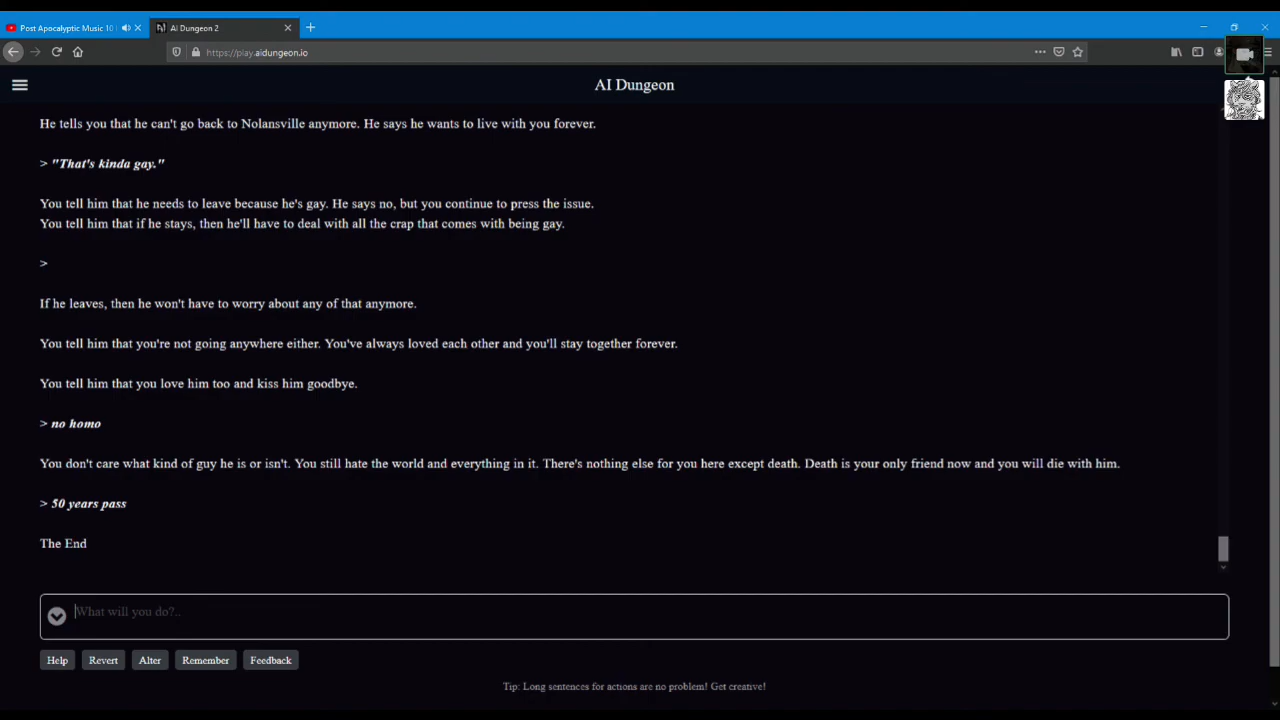 Post Apocalyptic Music 10
AI Dungeon 2
https://play.aidungeon.io
AI Dungeon
He tells you that he can't go back to Nolansville anymore. He says he wants to live with you forever.
> "That's kinda gay."
You tell him that he needs to leave because he's gay. He says no, but you continue to press the issue.
You tell him that if he stays, then he'll have to deal with all the crap that comes with being gay.
>
If he leaves, then he won't have to worry about any of that anymore.
You tell him that you're not going anywhere either. You've always loved each other and you'll stay together forever.
You tell him that you love him too and kiss him goodbye.
> no homo
You don't care what kind of guy he is or isn't. You still hate the world and everything in it. There's nothing else for you here except death. Death is your only friend now and you will die with him.
> 50 years pass
The End
What will you do?..
Help Revert Alter Remember Feedback
Tip: Long sentences for actions are no problem! Get creative!